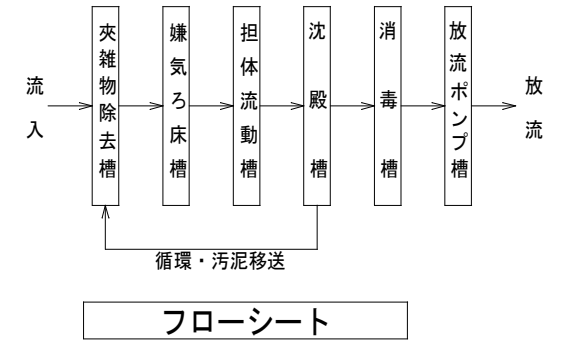 流入
夾雑物除去槽
嫌気ろ床槽
担体流動槽
沈殿槽
消毒槽
放流ポンプ槽
放流
循環・汚泥移送
フローシート